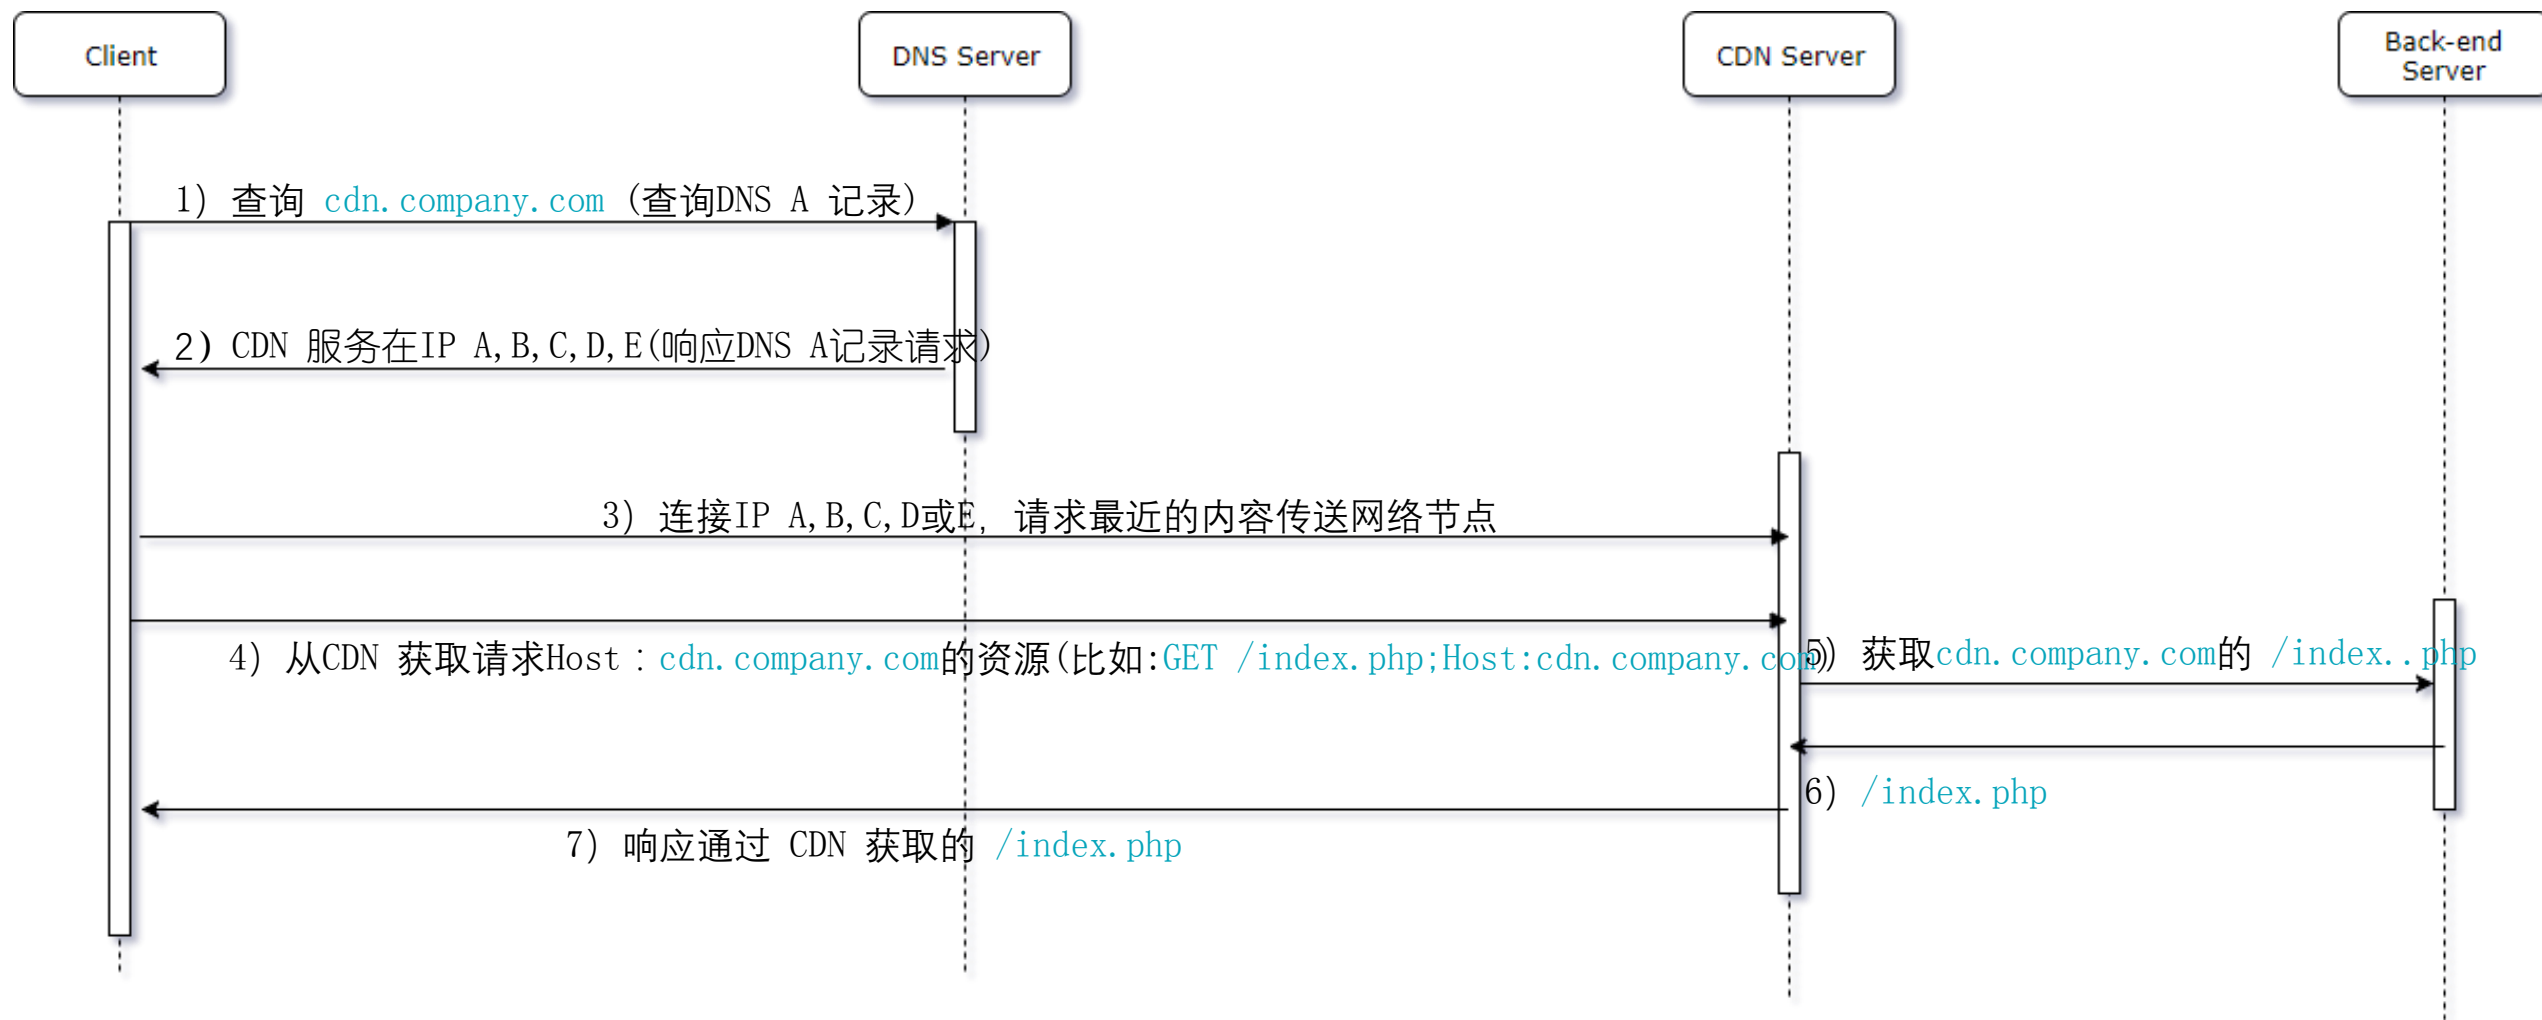 Client
DNS Server
CDN Server
Back-end
Server
1) 查询 cdn.company.com (查询DNS A 记录)
2) CDN 服务在IP A,B,C,D,E(响应DNS A记录请求)
3) 连接IP A,B,C,D或E, 请求最近的内容传送网络节点
4) 从CDN 获取请求Host：cdn.company.com的资源(比如:GET /index.php;Host:cdn.company.com)
5) 获取cdn.company.com的 /index..php
6) /index.php
7) 响应通过 CDN 获取的 /index.php